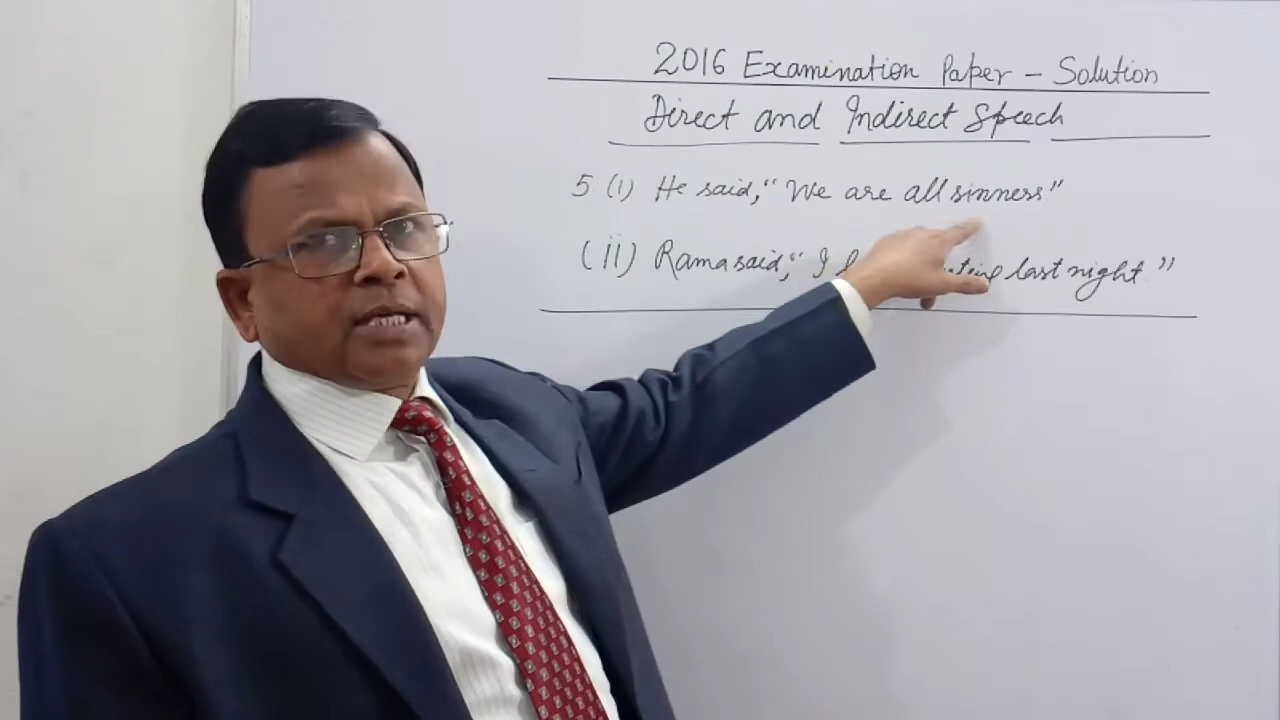 2016 Examination Paper - Solution
Direct and Indirect Speech
5 (i) He said, "We are all sinness"
(ii) Rama said, "I last night."